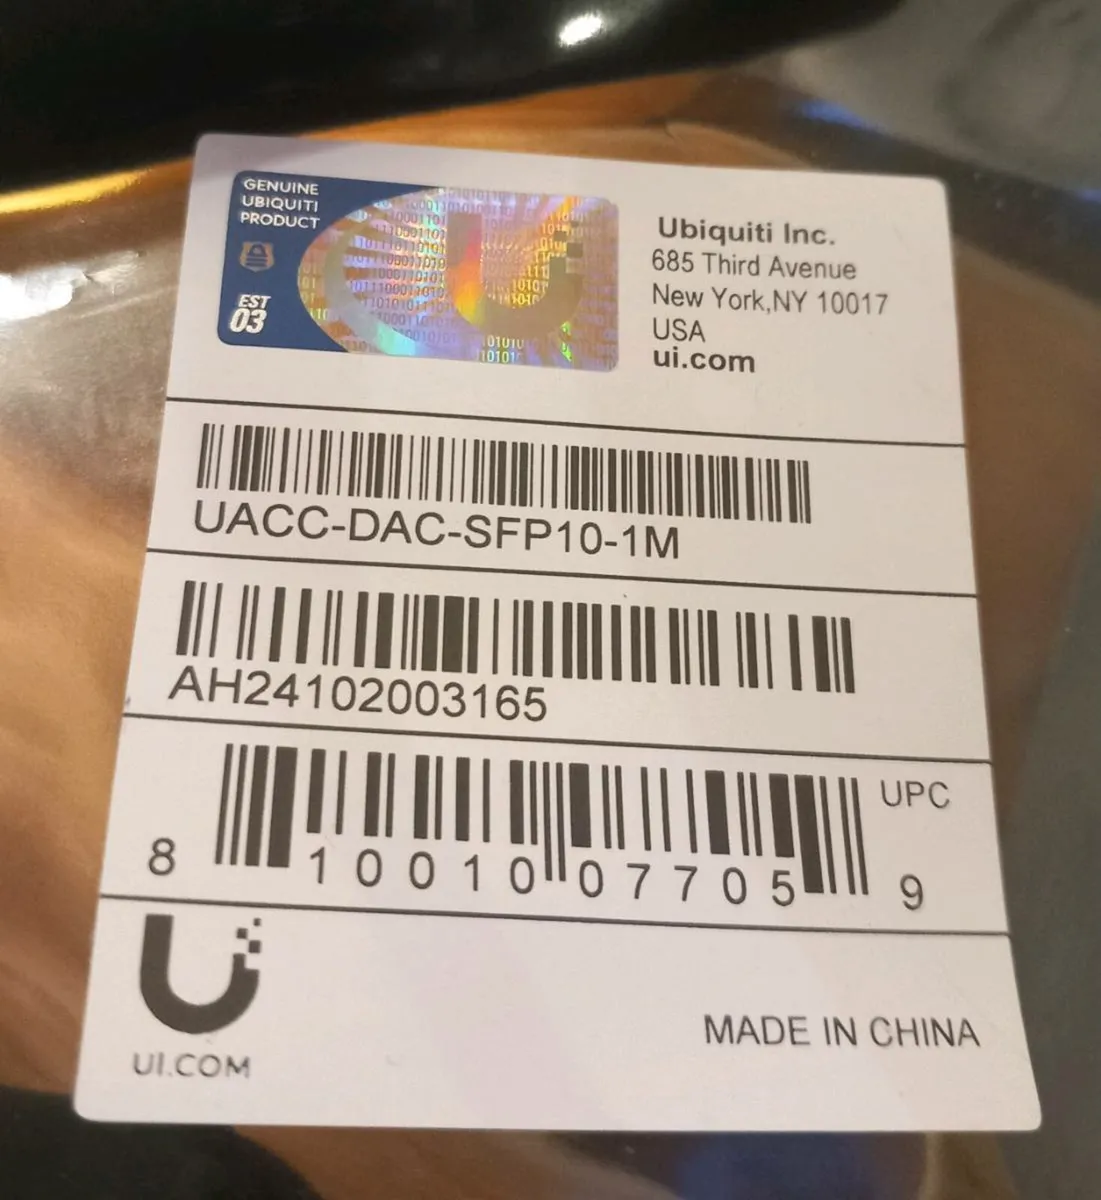 GENUINE
UBIQUITI
PRODUCT
EST
03
Ubiquiti Inc.
685 Third Avenue
New York,NY 10017
USA
ui.com
UACC-DAC-SFP10-1M
AH24102003165
UPC
8 10010 07705 9
UI.COM
MADE IN CHINA